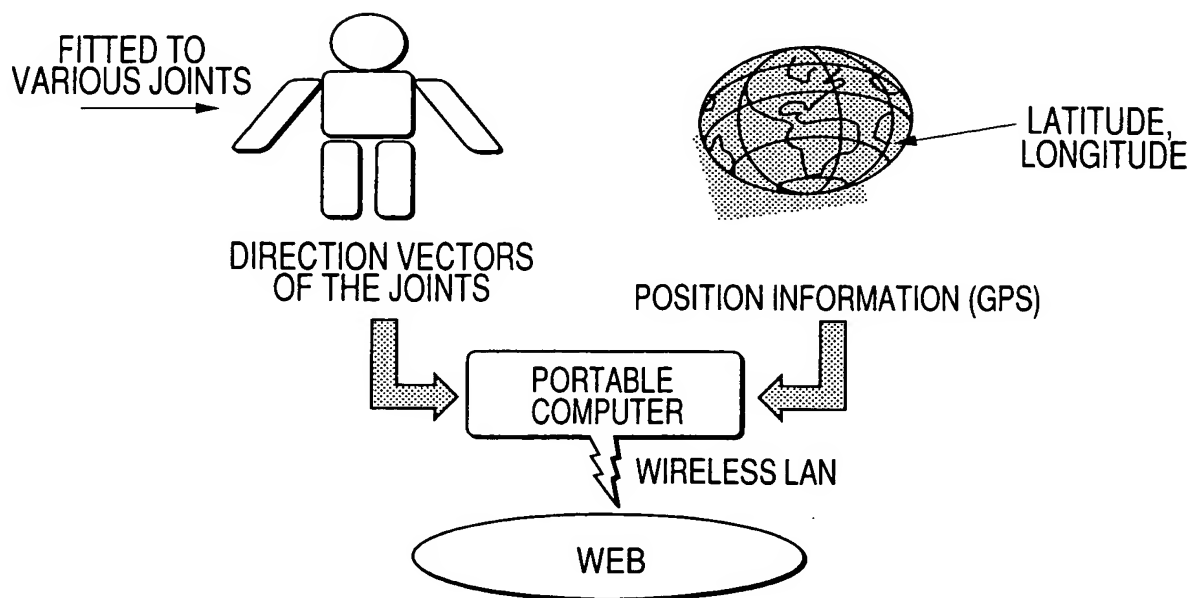 FITTED TO
VARIOUS JOINTS
LATITUDE,
LONGITUDE
DIRECTION VECTORS
OF THE JOINTS
POSITION INFORMATION (GPS)
PORTABLE
COMPUTER
WIRELESS LAN
WEB